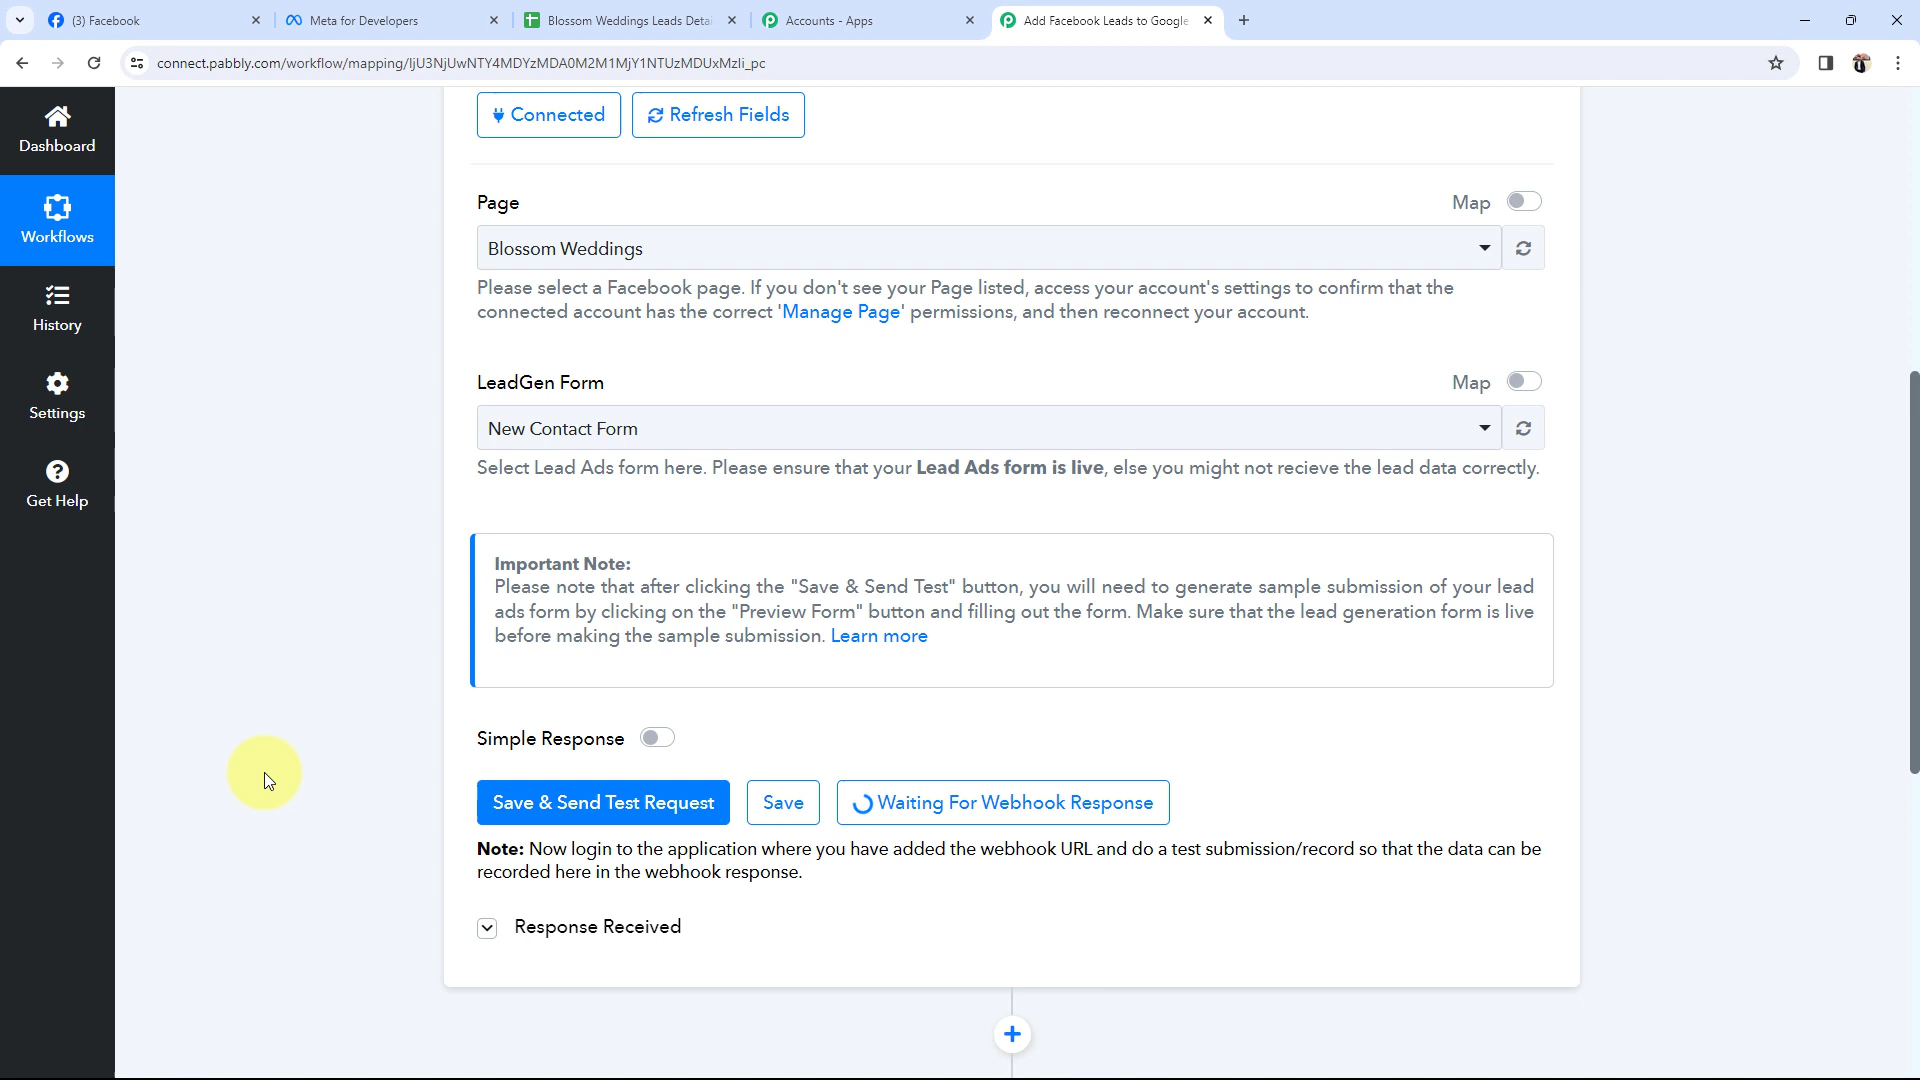 (3) Facebook
Meta for Developers
Blossom Weddings Leads Detai
Accounts - Apps
Add Facebook Leads to Google
connect.pabbly.com/workflow/mapping/IjU3NjUwNTY4MDYzMDA0M2M1MjY1NTUzMDUxMzIi_pc
Dashboard
Workflows
History
Settings
Get Help
Connected
Refresh Fields
Page
Map
Blossom Weddings
Please select a Facebook page. If you don't see your Page listed, access your account's settings to confirm that the
connected account has the correct 'Manage Page' permissions, and then reconnect your account.
LeadGen Form
Map
New Contact Form
Select Lead Ads form here. Please ensure that your Lead Ads form is live, else you might not recieve the lead data correctly.
Important Note:
Please note that after clicking the "Save & Send Test" button, you will need to generate sample submission of your lead
ads form by clicking on the "Preview Form" button and filling out the form. Make sure that the lead generation form is live
before making the sample submission. Learn more
Simple Response
Save & Send Test Request
Save
Waiting For Webhook Response
Note: Now login to the application where you have added the webhook URL and do a test submission/record so that the data can be
recorded here in the webhook response.
Response Received